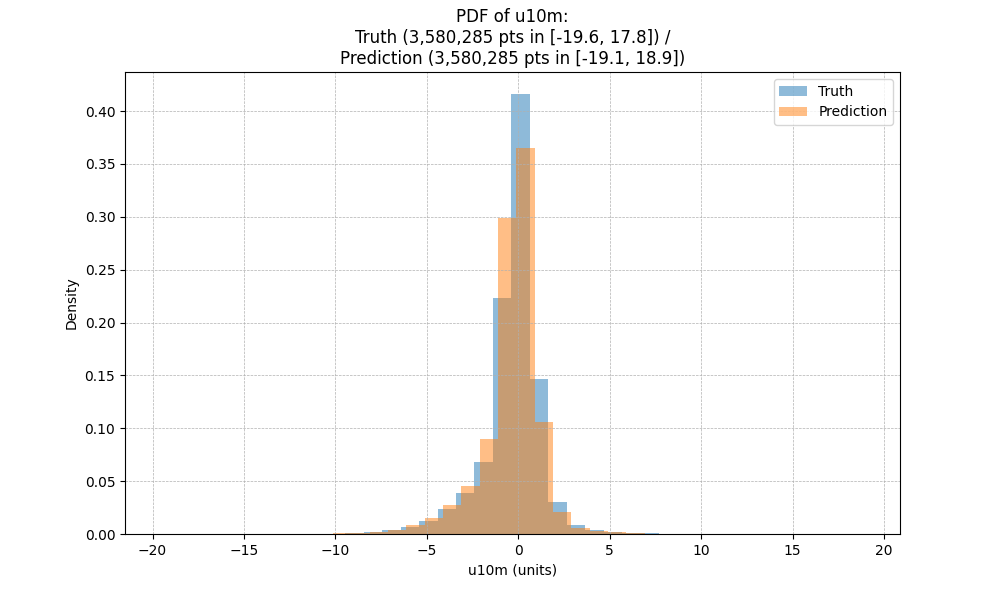 PDF of u10m:
Truth (3,580,285 pts in [-19.6, 17.8]) /
Prediction (3,580,285 pts in [-19.1, 18.9])
Truth
Prediction
0.40
0.35
0.30
0.25
0.20
0.15
0.10
0.05
0.00
Density
−20 −15 −10 −5 0 5 10 15 20
u10m (units)